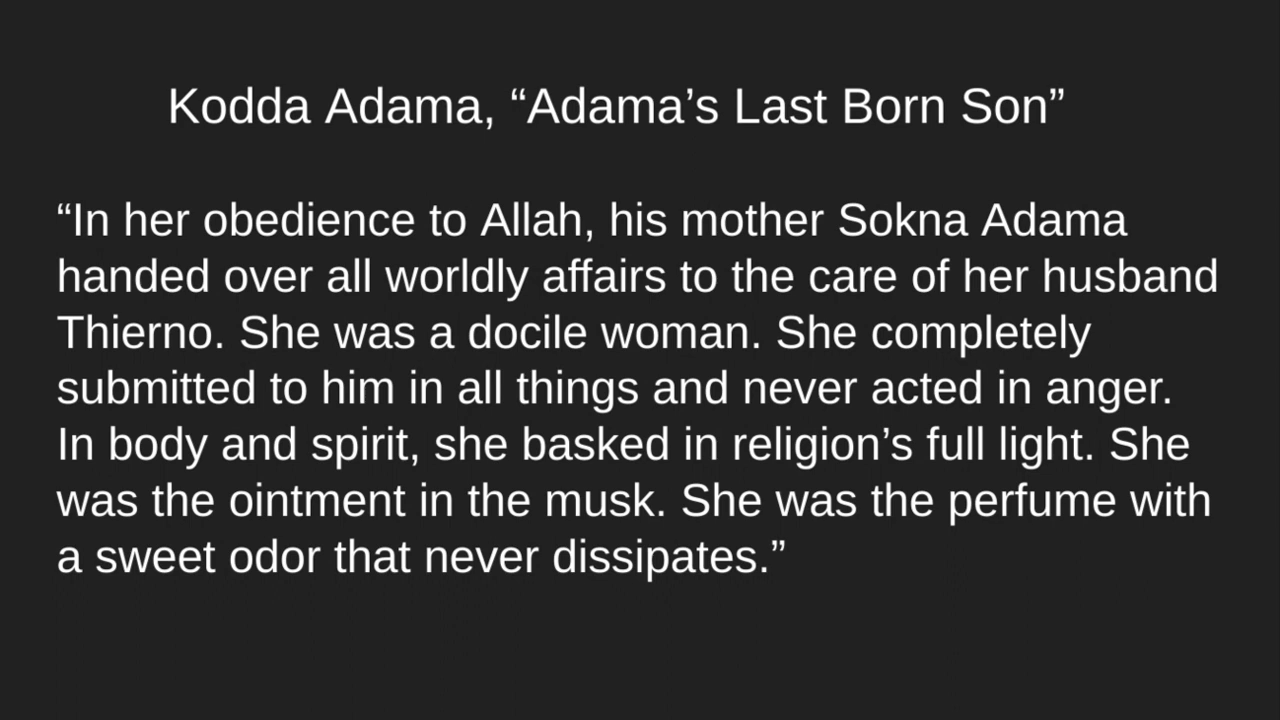 Kodda Adama, “Adama’s Last Born Son”
“In her obedience to Allah, his mother Sokna Adama
handed over all worldly affairs to the care of her husband
Thierno. She was a docile woman. She completely
submitted to him in all things and never acted in anger.
In body and spirit, she basked in religion’s full light. She
was the ointment in the musk. She was the perfume with
a sweet odor that never dissipates.”